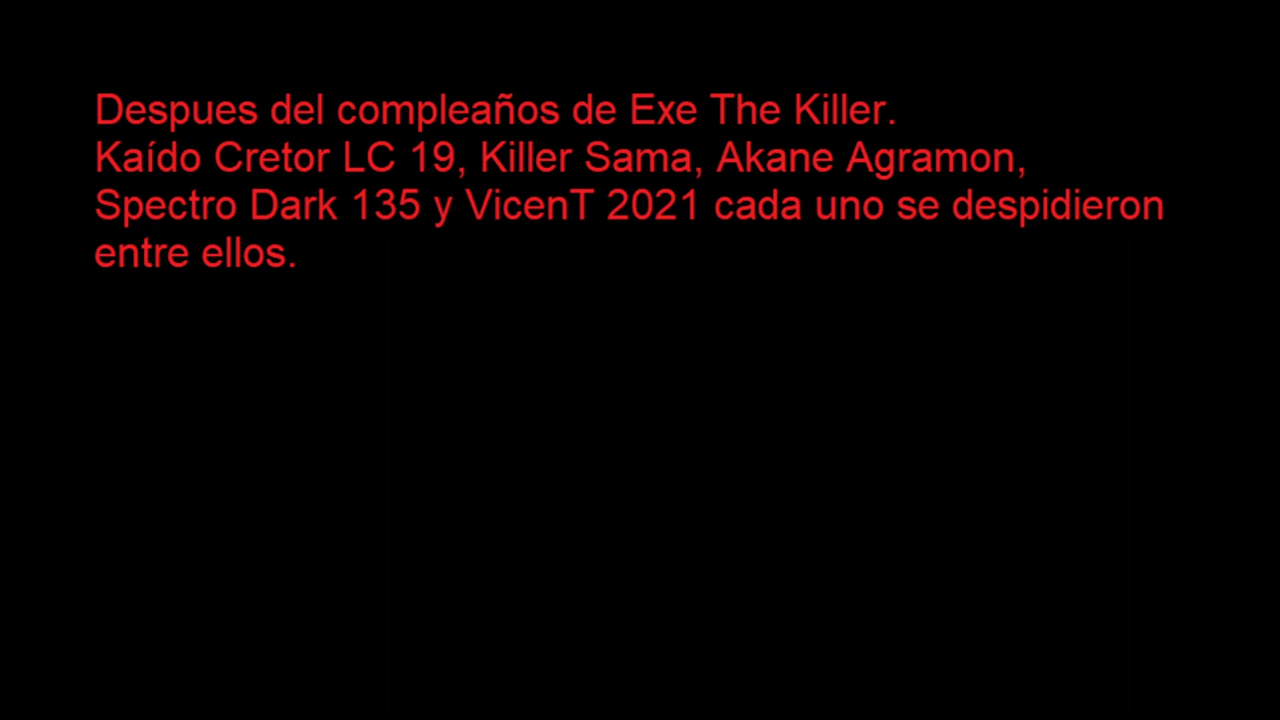 Despues del compleaños de Exe The Killer.
Kaído Cretor LC 19, Killer Sama, Akane Agramon,
Spectro Dark 135 y VicenT 2021 cada uno se despidieron
entre ellos.